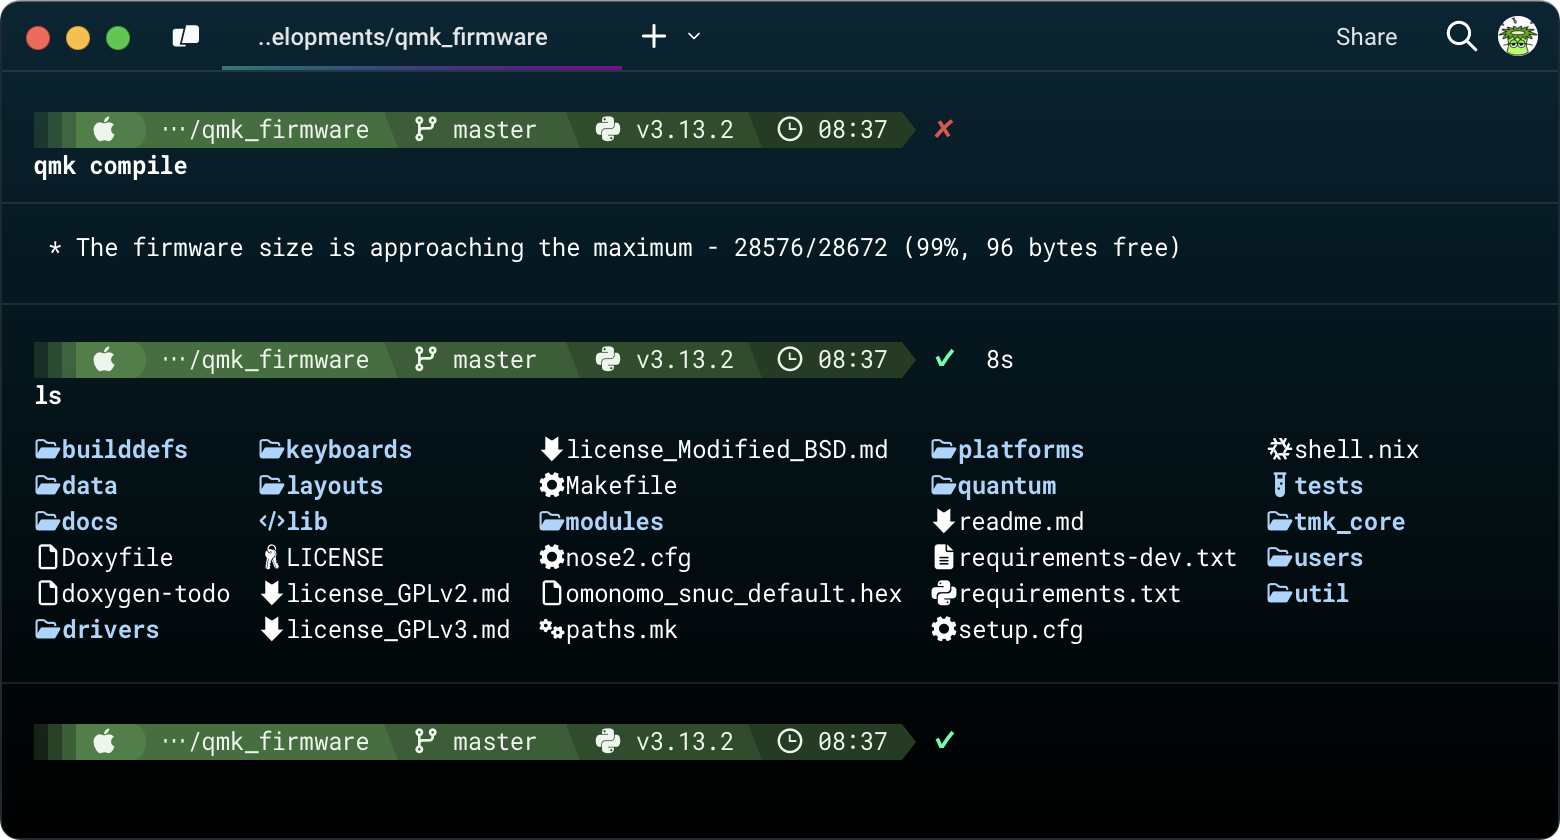 ..elopments/qmk_firmware Share
···/qmk_firmware master v3.13.2 08:37 ✗
qmk compile
* The firmware size is approaching the maximum - 28576/28672 (99%, 96 bytes free)
···/qmk_firmware master v3.13.2 08:37 ✓ 8s
ls
builddefs keyboards license_Modified_BSD.md platforms shell.nix
data layouts Makefile quantum tests
docs lib modules readme.md tmk_core
Doxyfile LICENSE nose2.cfg requirements-dev.txt users
doxygen-todo license_GPLv2.md omonomo_snuc_default.hex requirements.txt util
drivers license_GPLv3.md paths.mk setup.cfg
···/qmk_firmware master v3.13.2 08:37 ✓